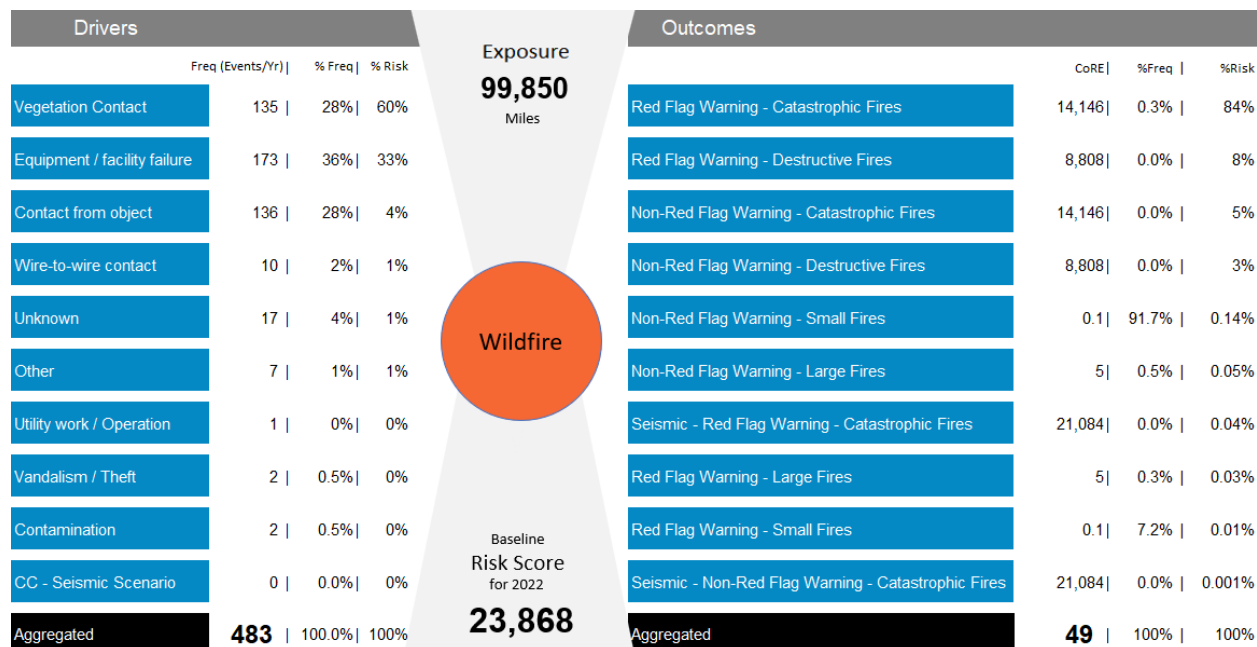 Drivers
Freq (Events/Yr)| % Freq| % Risk
Vegetation Contact 135 | 28%| 60%
Equipment / facility failure 173 | 36%| 33%
Contact from object 136 | 28%| 4%
Wire-to-wire contact 10 | 2%| 1%
Unknown 17 | 4%| 1%
Other 7 | 1%| 1%
Utility work / Operation 1 | 0%| 0%
Vandalism / Theft 2 | 0.5%| 0%
Contamination 2 | 0.5%| 0%
CC - Seismic Scenario 0 | 0.0%| 0%
Aggregated 483 | 100.0%| 100%
Exposure
99,850
Miles
Wildfire
Baseline
Risk Score
for 2022
23,868
Outcomes
CoRE| %Freq | %Risk
Red Flag Warning - Catastrophic Fires 14,146| 0.3% | 84%
Red Flag Warning - Destructive Fires 8,808| 0.0% | 8%
Non-Red Flag Warning - Catastrophic Fires 14,146| 0.0% | 5%
Non-Red Flag Warning - Destructive Fires 8,808| 0.0% | 3%
Non-Red Flag Warning - Small Fires 0.1| 91.7% | 0.14%
Non-Red Flag Warning - Large Fires 5| 0.5% | 0.05%
Seismic - Red Flag Warning - Catastrophic Fires 21,084| 0.0% | 0.04%
Red Flag Warning - Large Fires 5| 0.3% | 0.03%
Red Flag Warning - Small Fires 0.1| 7.2% | 0.01%
Seismic - Non-Red Flag Warning - Catastrophic Fires 21,084| 0.0% | 0.001%
Aggregated 49 | 100% | 100%